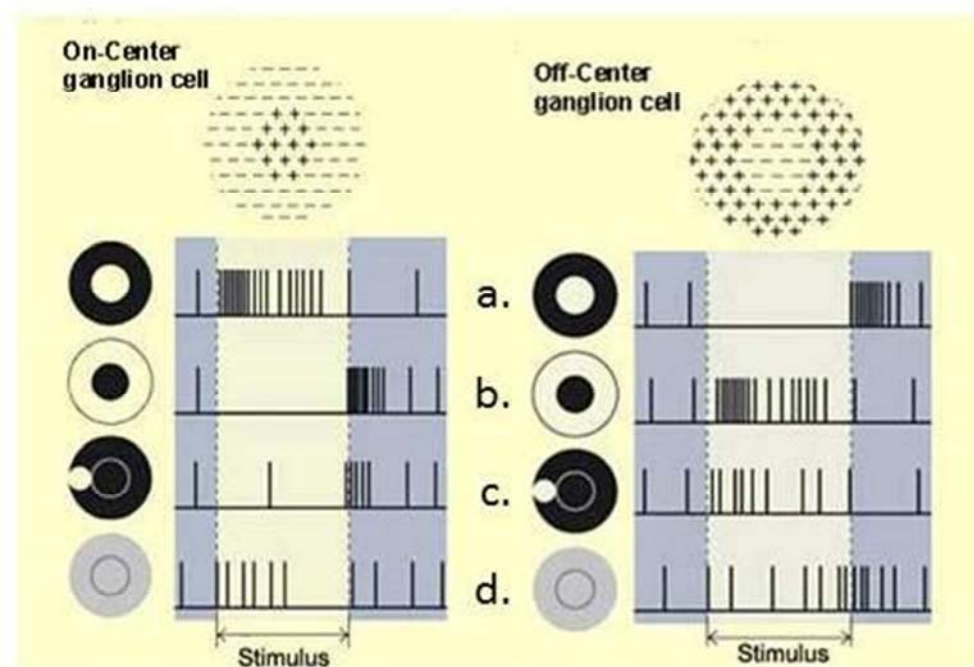 On-Center
ganglion cell
Off-Center
ganglion cell
a.
b.
c.
d.
Stimulus
Stimulus